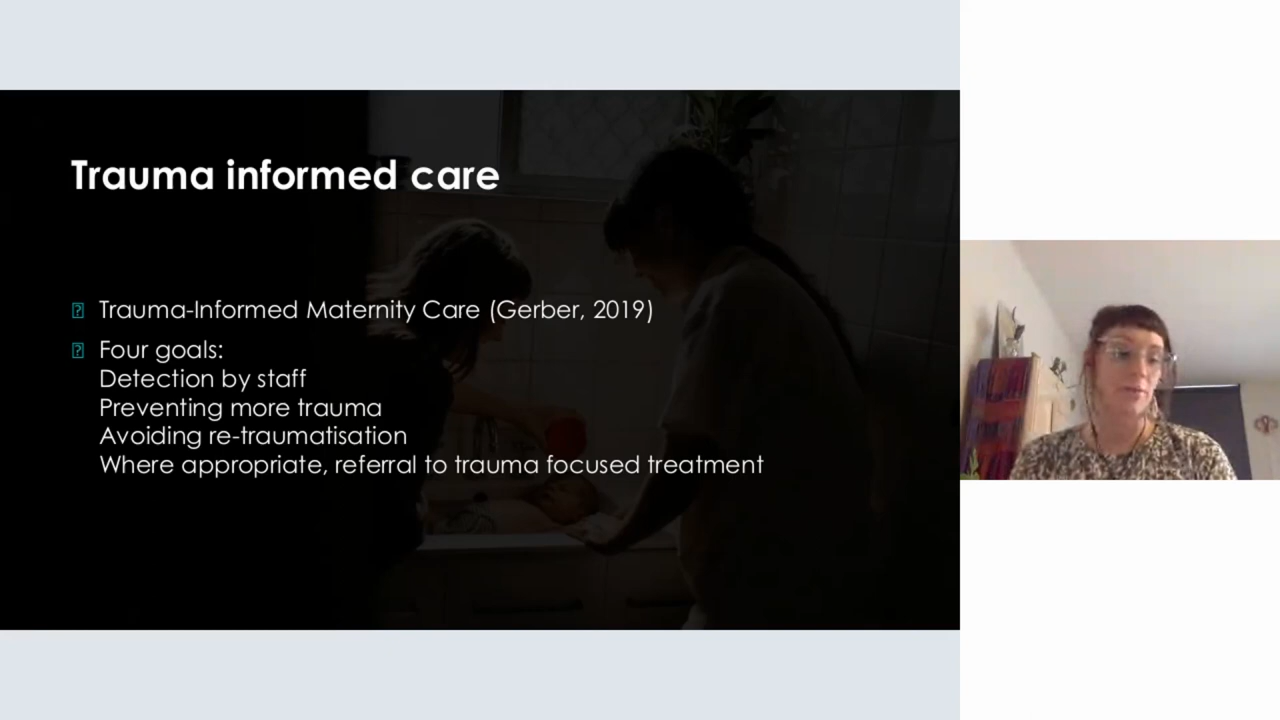 Trauma informed care
Trauma-Informed Maternity Care (Gerber, 2019)
Four goals:
Detection by staff
Preventing more trauma
Avoiding re-traumatisation
Where appropriate, referral to trauma focused treatment